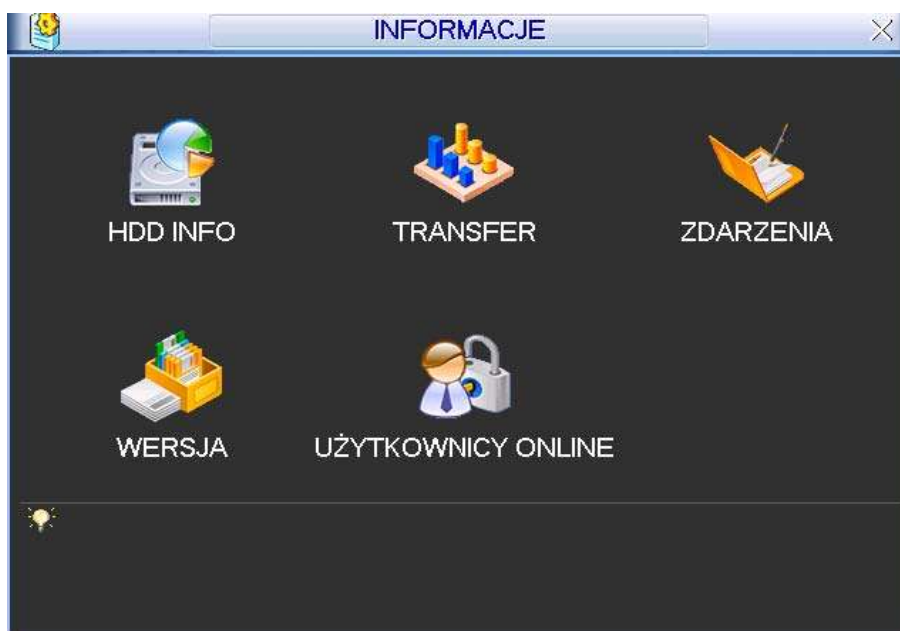 INFORMACJE
HDD INFO
TRANSFER
ZDARZENIA
WERSJA
UŻYTKOWNICY ONLINE